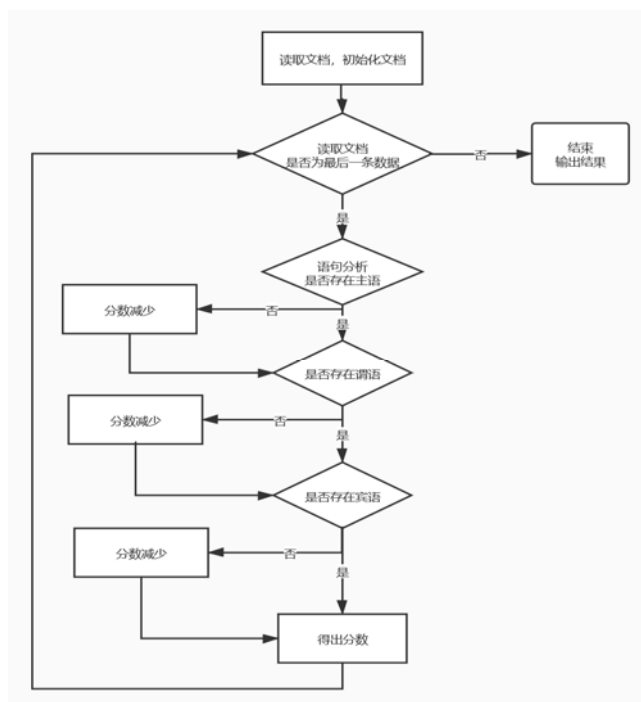 读取文档，初始化文档
读取文档
是否为最后一条数据
否
结束
输出结果
是
语句分析
是否存在主语
分数减少
否
是
是否存在谓语
分数减少
否
是
是否存在宾语
分数减少
否
是
得出分数